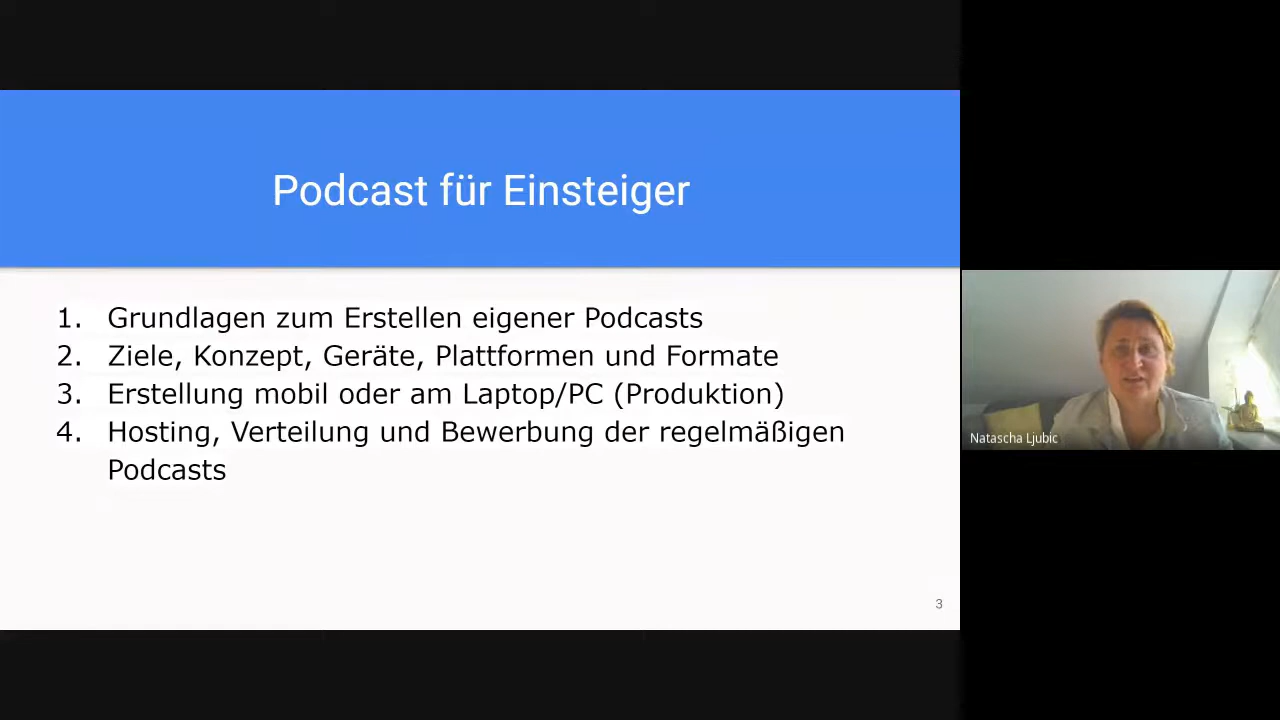 Podcast für Einsteiger
1. Grundlagen zum Erstellen eigener Podcasts
2. Ziele, Konzept, Geräte, Plattformen und Formate
3. Erstellung mobil oder am Laptop/PC (Produktion)
4. Hosting, Verteilung und Bewerbung der regelmäßigen
Podcasts
3
Natascha Ljubic